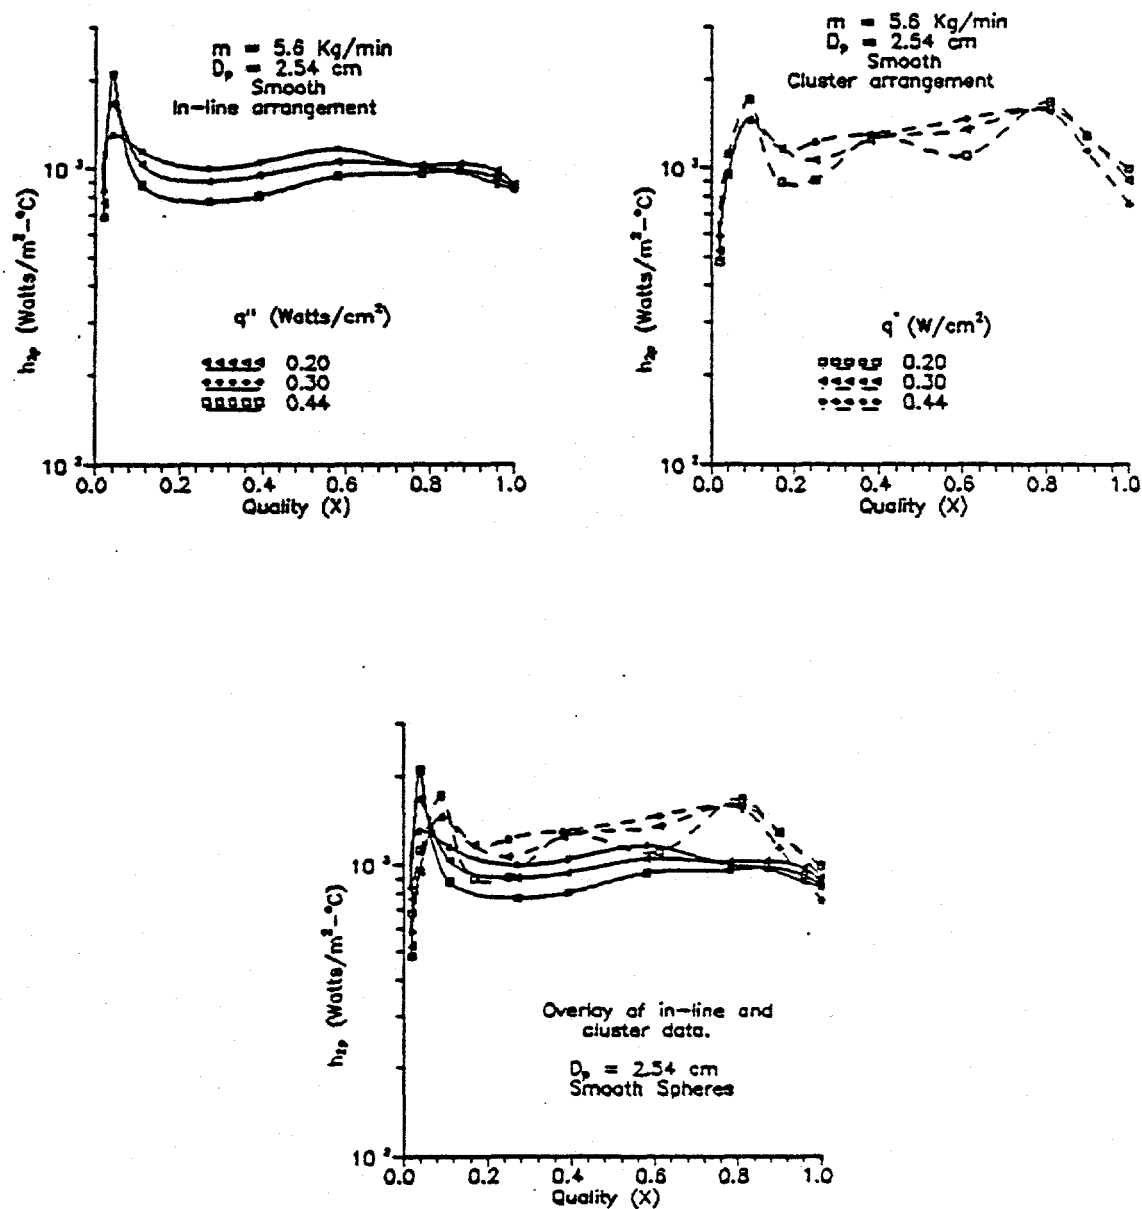 m = 5.6 Kg/min
Dp = 2.54 cm
Smooth
In-line arrangement
10³
h2p (Watts/m²-°C)
q" (Watts/cm²)
0.20
0.30
0.44
10²
0.0 0.2 0.4 0.6 0.8 1.0
Quality (X)
m = 5.6 Kg/min
Dp = 2.54 cm
Smooth
Cluster arrangement
10³
h2p (Watts/m²-°C)
q" (W/cm²)
0.20
0.30
0.44
10²
0.0 0.2 0.4 0.6 0.8 1.0
Quality (X)
10³
h2p (Watts/m²-°C)
Overlay of in-line and
cluster data.
Dp = 2.54 cm
Smooth Spheres
10²
0.0 0.2 0.4 0.6 0.8 1.0
Quality (X)